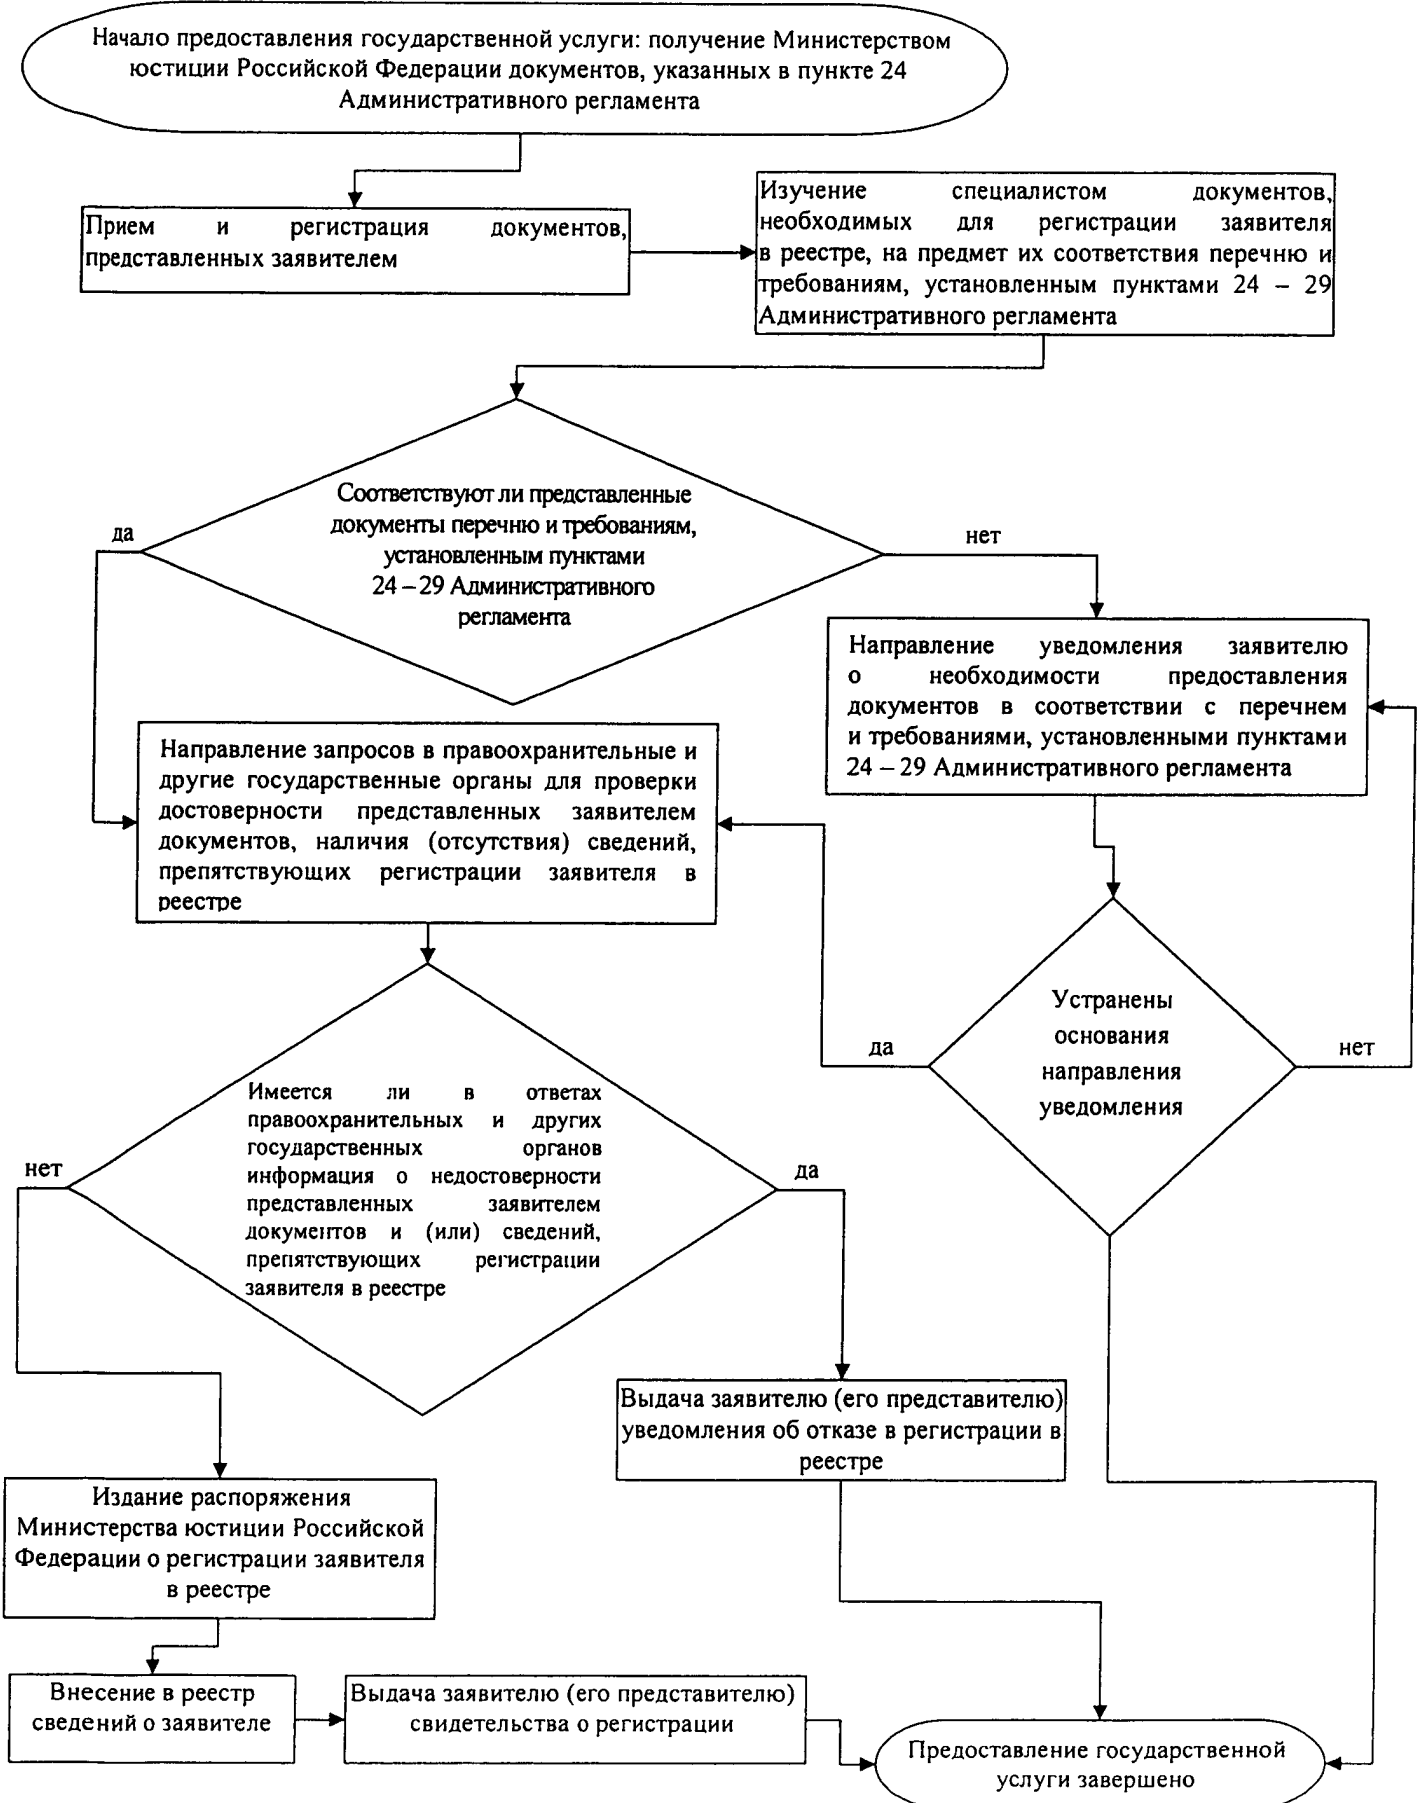 Начало предоставления государственной услуги: получение Министерством
юстиции Российской Федерации документов, указанных в пункте 24
Административного регламента
Прием и регистрация документов,
представленных заявителем
Изучение специалистом документов,
необходимых для регистрации заявителя
в реестре, на предмет их соответствия перечню и
требованиям, установленным пунктами 24 – 29
Административного регламента
Соответствуют ли представленные
документы перечню и требованиям,
установленным пунктами
24 – 29 Административного
регламента
да
нет
Направление уведомления заявителю
о необходимости предоставления
документов в соответствии с перечнем
и требованиями, установленными пунктами
24 – 29 Административного регламента
Направление запросов в правоохранительные и
другие государственные органы для проверки
достоверности представленных заявителем
документов, наличия (отсутствия) сведений,
препятствующих регистрации заявителя в
реестре
Устранены
основания
направления
уведомления
да
нет
Имеется ли в ответах
правоохранительных и других
государственных органов
информация о недостоверности
представленных заявителем
документов и (или) сведений,
препятствующих регистрации
заявителя в реестре
нет
да
Выдача заявителю (его представителю)
уведомления об отказе в регистрации в
реестре
Издание распоряжения
Министерства юстиции Российской
Федерации о регистрации заявителя
в реестре
Внесение в реестр
сведений о заявителе
Выдача заявителю (его представителю)
свидетельства о регистрации
Предоставление государственной
услуги завершено